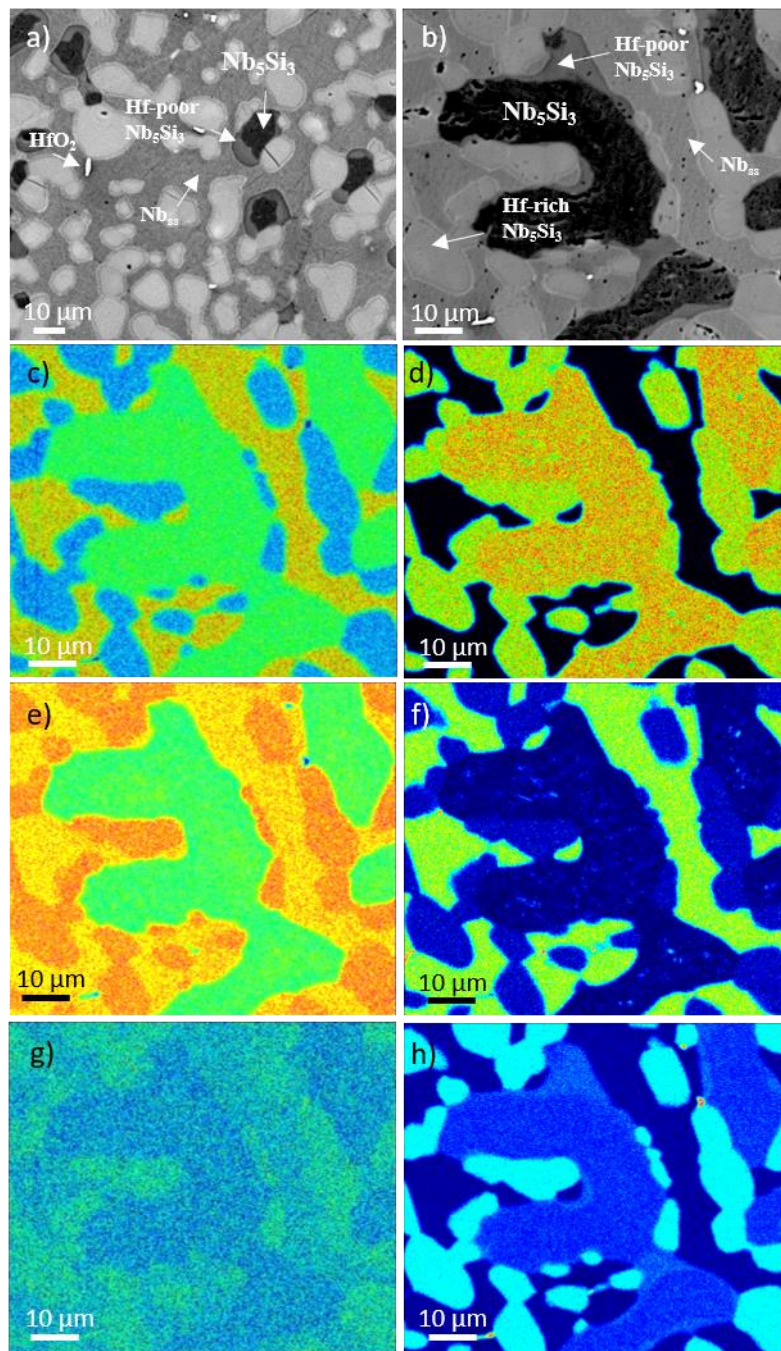 a)
Nb5Si3
Hf-poor
Nb5Si3
HfO2
Nbss
10 μm
b)
Hf-poor
Nb5Si3
Nb5Si3
Nbss
Hf-rich
Nb5Si3
10 μm
c)
10 μm
d)
10 μm
e)
10 μm
f)
10 μm
g)
10 μm
h)
10 μm